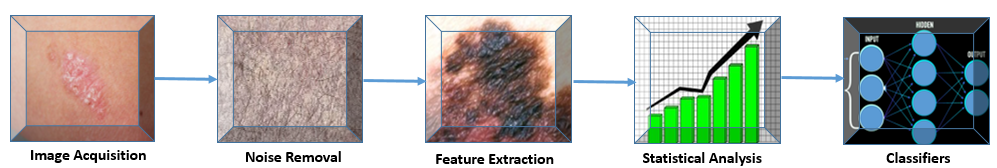 HIDDEN
INPUT
OUTPUT
Image Acquisition
Noise Removal
Feature Extraction
Statistical Analysis
Classifiers